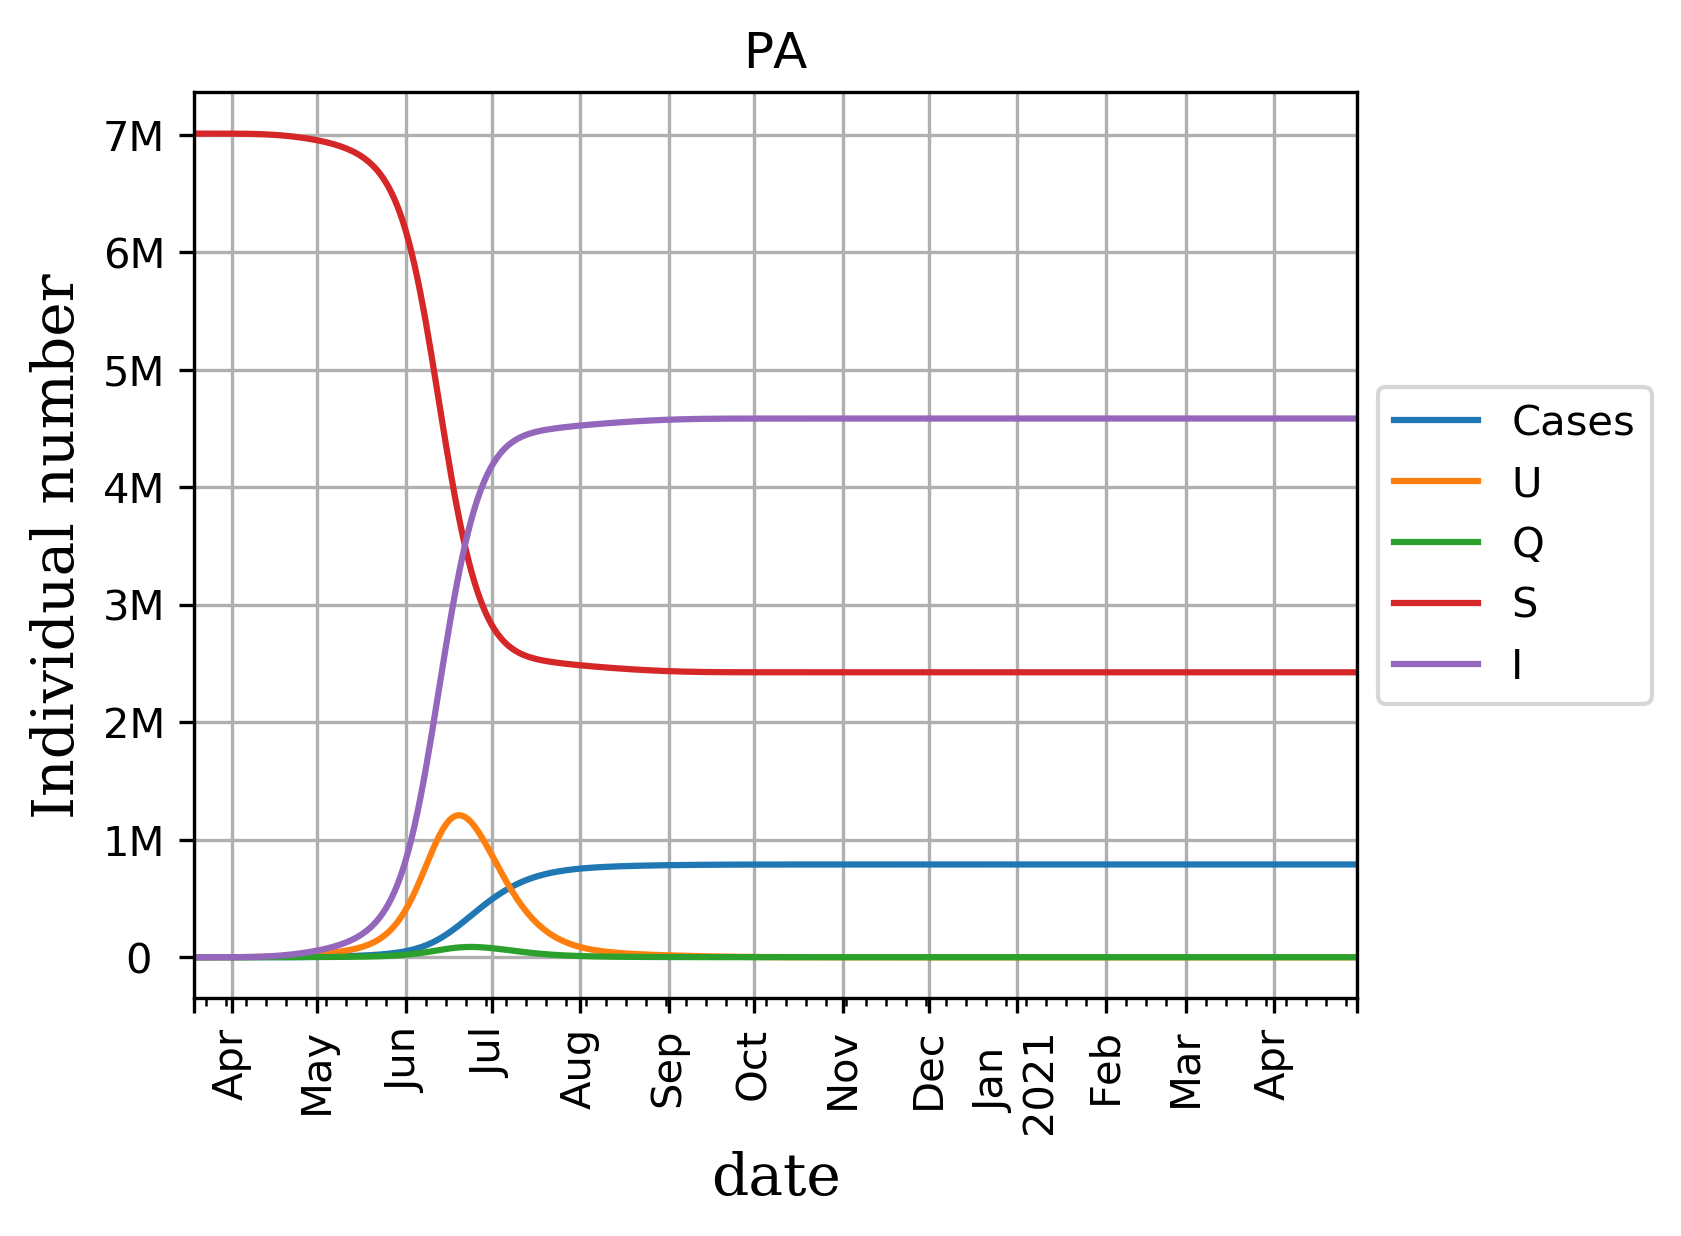 PA
Individual number
7M
6M
5M
4M
3M
2M
1M
0
Apr
May
Jun
Jul
Aug
Sep
Oct
Nov
Dec
Jan
2021
Feb
Mar
Apr
date
Cases
U
Q
S
I